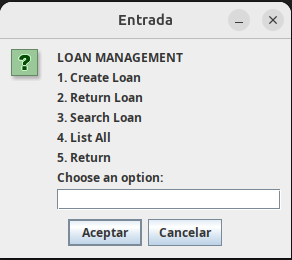 Entrada
LOAN MANAGEMENT
1. Create Loan
2. Return Loan
3. Search Loan
4. List All
5. Return
Choose an option:
Aceptar
Cancelar